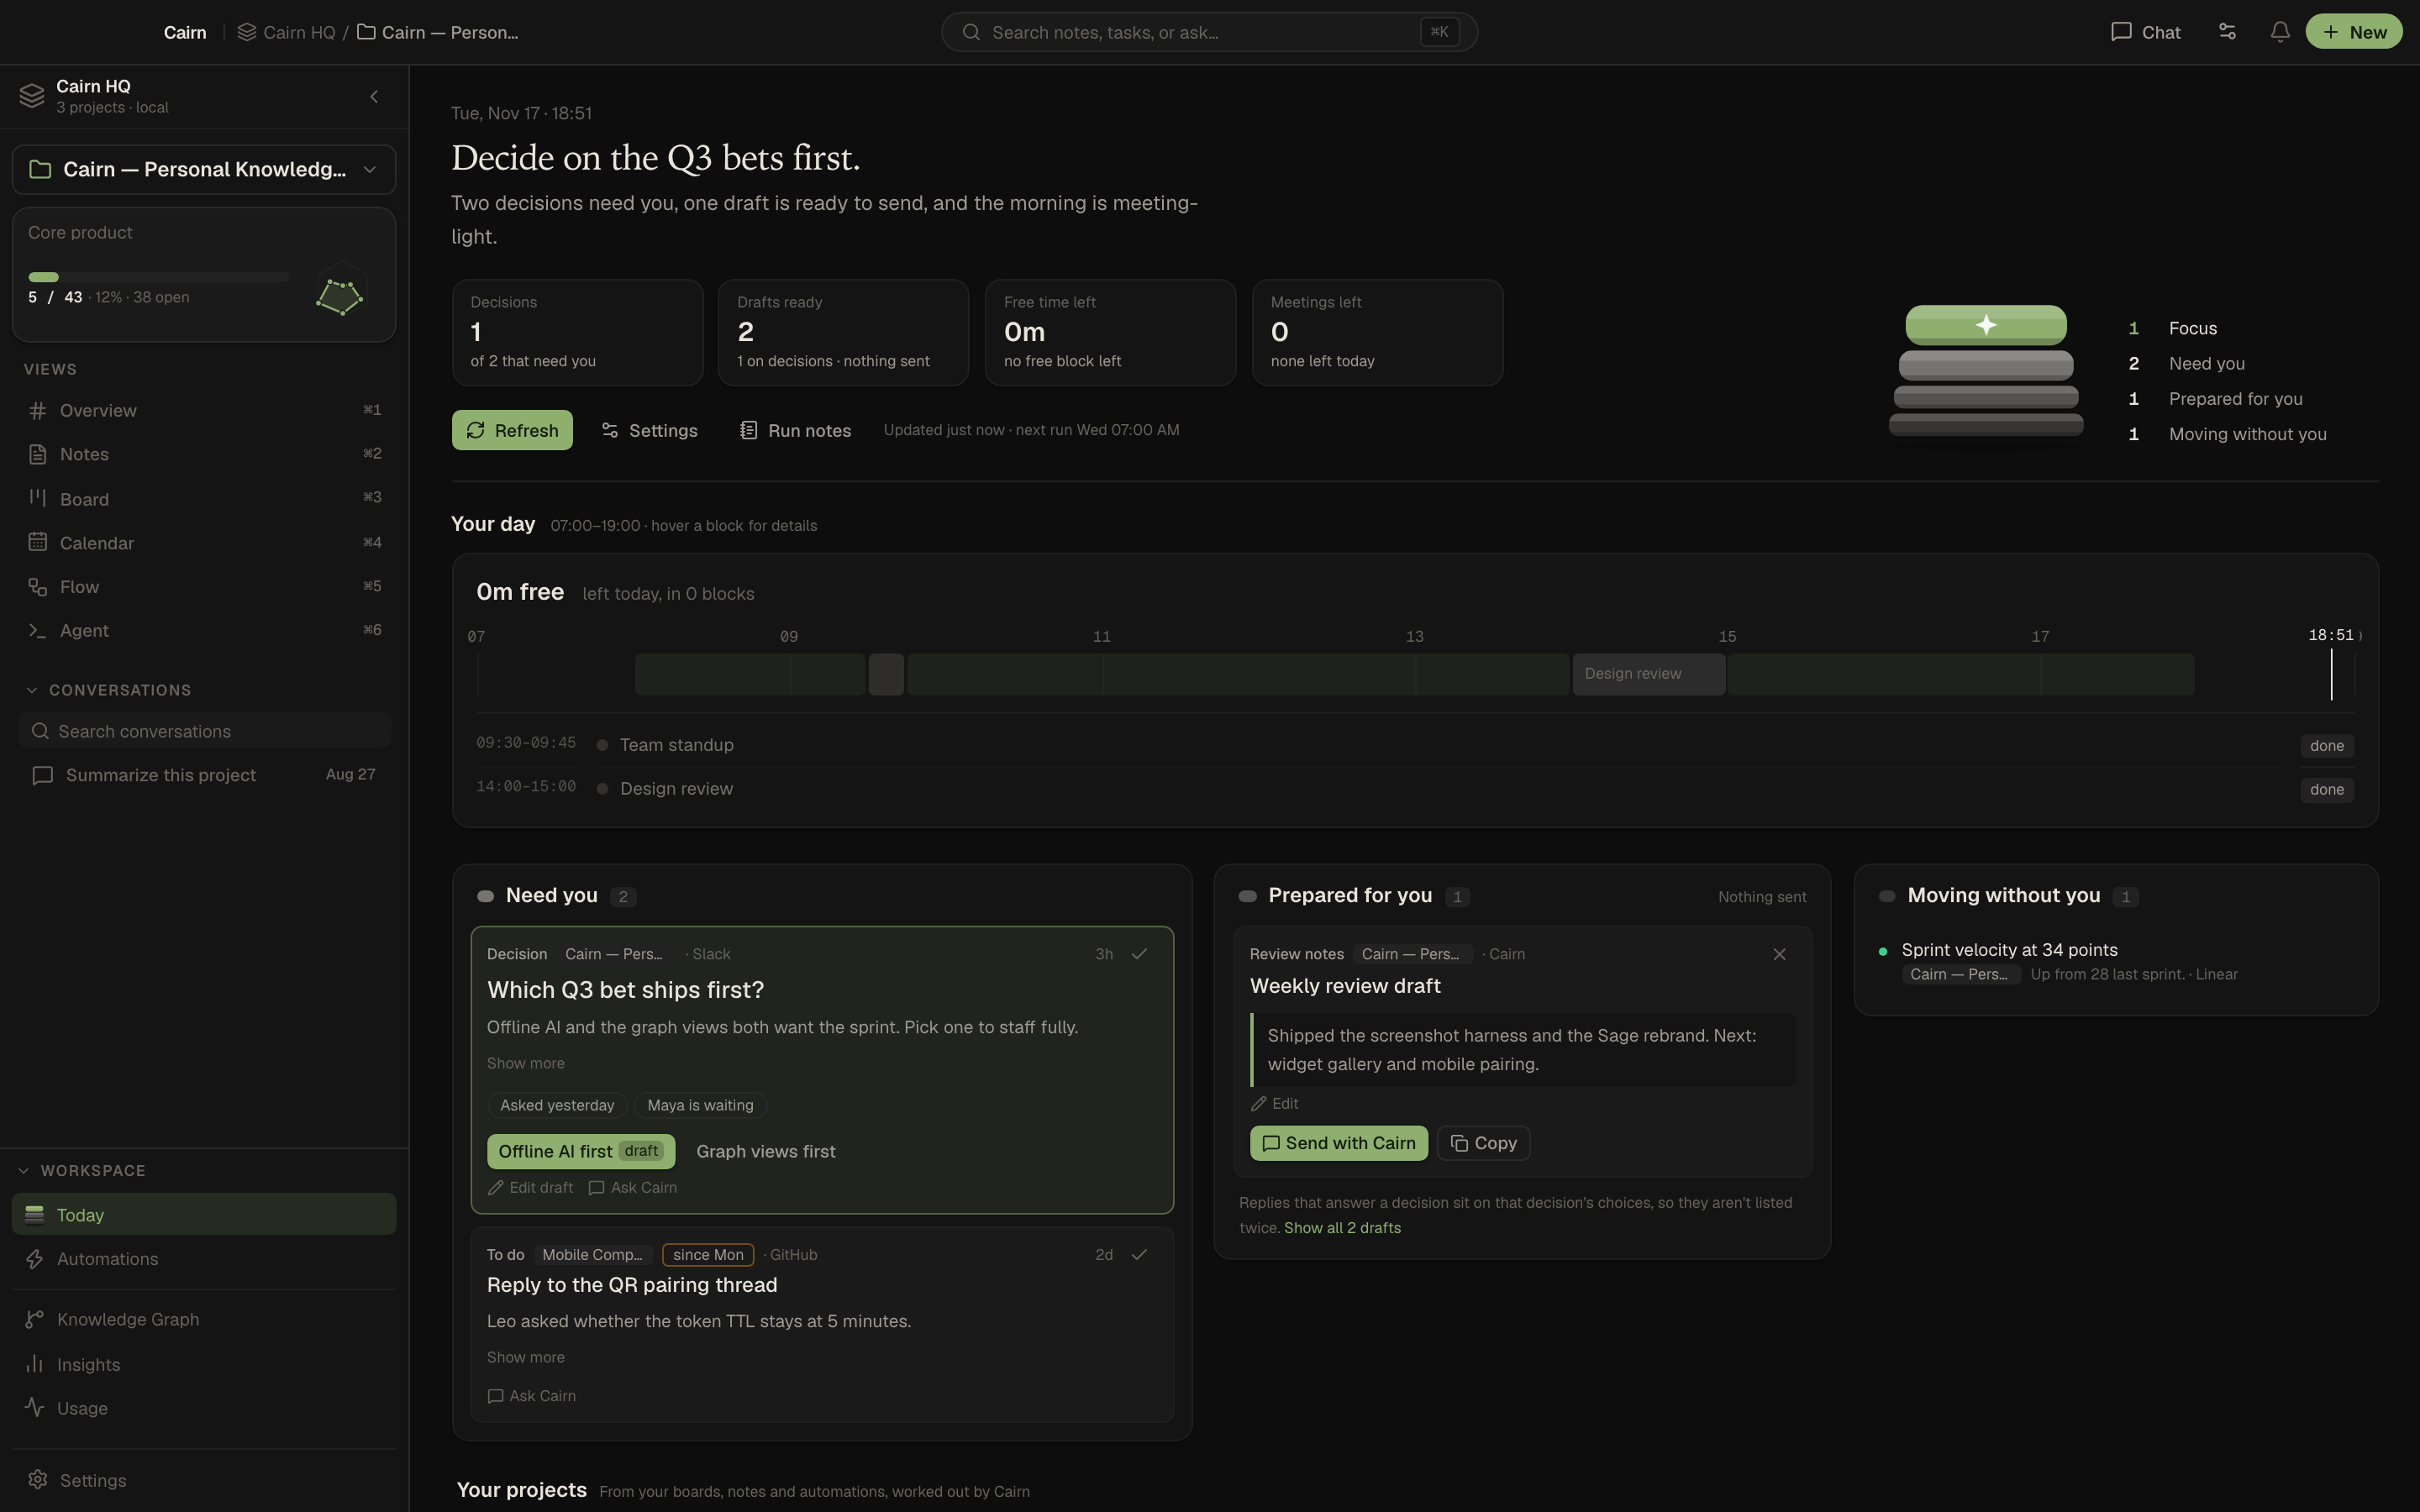 Cairn
Cairn HQ / Cairn — Person...
Search notes, tasks, or ask... ⌘K
Chat
New
Cairn HQ
3 projects · local
Cairn — Personal Knowledg...
Core product
5 / 43 · 12% · 38 open
VIEWS
Overview ⌘1
Notes ⌘2
Board ⌘3
Calendar ⌘4
Flow ⌘5
Agent ⌘6
CONVERSATIONS
Search conversations
Summarize this project Aug 27
WORKSPACE
Today
Automations
Knowledge Graph
Insights
Usage
Settings
Tue, Nov 17 · 18:51
Decide on the Q3 bets first.
Two decisions need you, one draft is ready to send, and the morning is meeting-
light.
Decisions
1
of 2 that need you
Drafts ready
2
1 on decisions · nothing sent
Free time left
0m
no free block left
Meetings left
0
none left today
Refresh Settings Run notes Updated just now · next run Wed 07:00 AM
1 Focus
2 Need you
1 Prepared for you
1 Moving without you
Your day 07:00–19:00 · hover a block for details
0m free left today, in 0 blocks
07 09 11 13 15 17 18:51
Design review
09:30–09:45 Team standup done
14:00–15:00 Design review done
Need you 2
Decision Cairn — Pers... · Slack 3h
Which Q3 bet ships first?
Offline AI and the graph views both want the sprint. Pick one to staff fully.
Show more
Asked yesterday Maya is waiting
Offline AI first draft Graph views first
Edit draft Ask Cairn
To do Mobile Comp... since Mon · GitHub 2d
Reply to the QR pairing thread
Leo asked whether the token TTL stays at 5 minutes.
Show more
Ask Cairn
Prepared for you 1 Nothing sent
Review notes Cairn — Pers... · Cairn
Weekly review draft
Shipped the screenshot harness and the Sage rebrand. Next:
widget gallery and mobile pairing.
Edit
Send with Cairn Copy
Replies that answer a decision sit on that decision's choices, so they aren't listed
twice. Show all 2 drafts
Moving without you 1
Sprint velocity at 34 points
Cairn — Pers... Up from 28 last sprint. · Linear
Your projects From your boards, notes and automations, worked out by Cairn